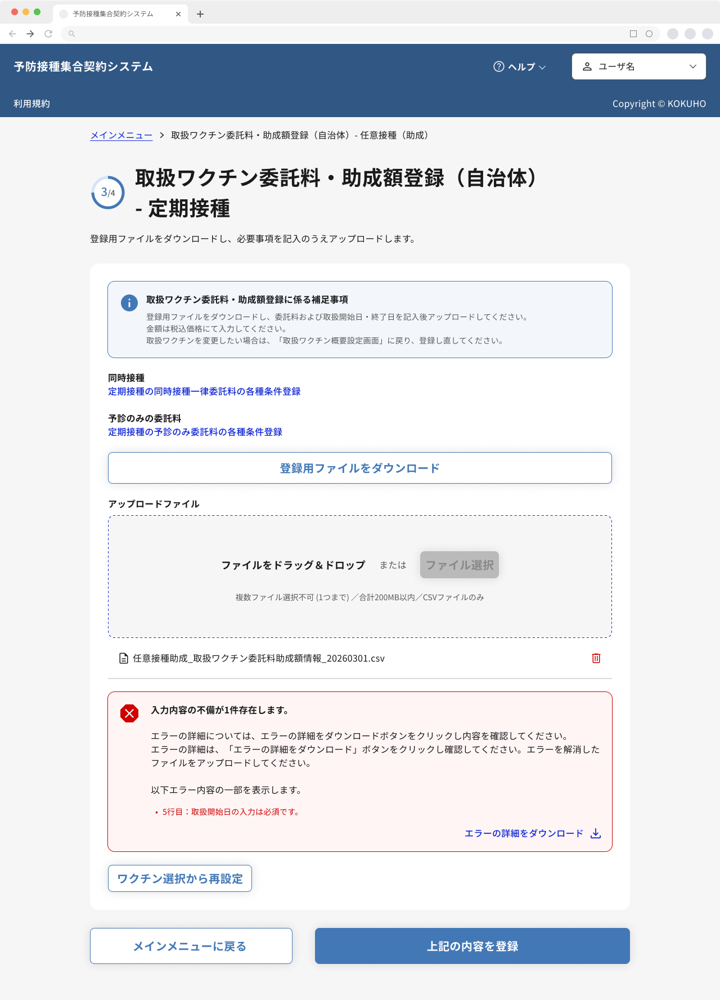 予防接種集合契約システム
予防接種集合契約システム
ヘルプ
ユーザ名
利用規約
Copyright © KOKUHO
メインメニュー
取扱ワクチン委託料・助成額登録（自治体）- 任意接種（助成）
3/4
取扱ワクチン委託料・助成額登録（自治体）
- 定期接種
登録用ファイルをダウンロードし、必要事項を記入のうえアップロードします。
取扱ワクチン委託料・助成額登録に係る補足事項
登録用ファイルをダウンロードし、委託料および取扱開始日・終了日を記入後アップロードしてください。
金額は税込価格にて入力してください。
取扱ワクチンを変更したい場合は、「取扱ワクチン概要設定画面」に戻り、登録し直してください。
同時接種
定期接種の同時接種一律委託料の各種条件登録
予診のみの委託料
定期接種の予診のみ委託料の各種条件登録
登録用ファイルをダウンロード
アップロードファイル
ファイルをドラッグ＆ドロップ
または
ファイル選択
複数ファイル選択不可 (1つまで) ／合計200MB以内／CSVファイルのみ
任意接種助成_取扱ワクチン委託料助成額情報_20260301.csv
入力内容の不備が1件存在します。
エラーの詳細については、エラーの詳細をダウンロードボタンをクリックし内容を確認してください。
エラーの詳細は、「エラーの詳細をダウンロード」ボタンをクリックし確認してください。エラーを解消した
ファイルをアップロードしてください。
以下エラー内容の一部を表示します。
• 5行目：取扱開始日の入力は必須です。
エラーの詳細をダウンロード
ワクチン選択から再設定
メインメニューに戻る
上記の内容を登録